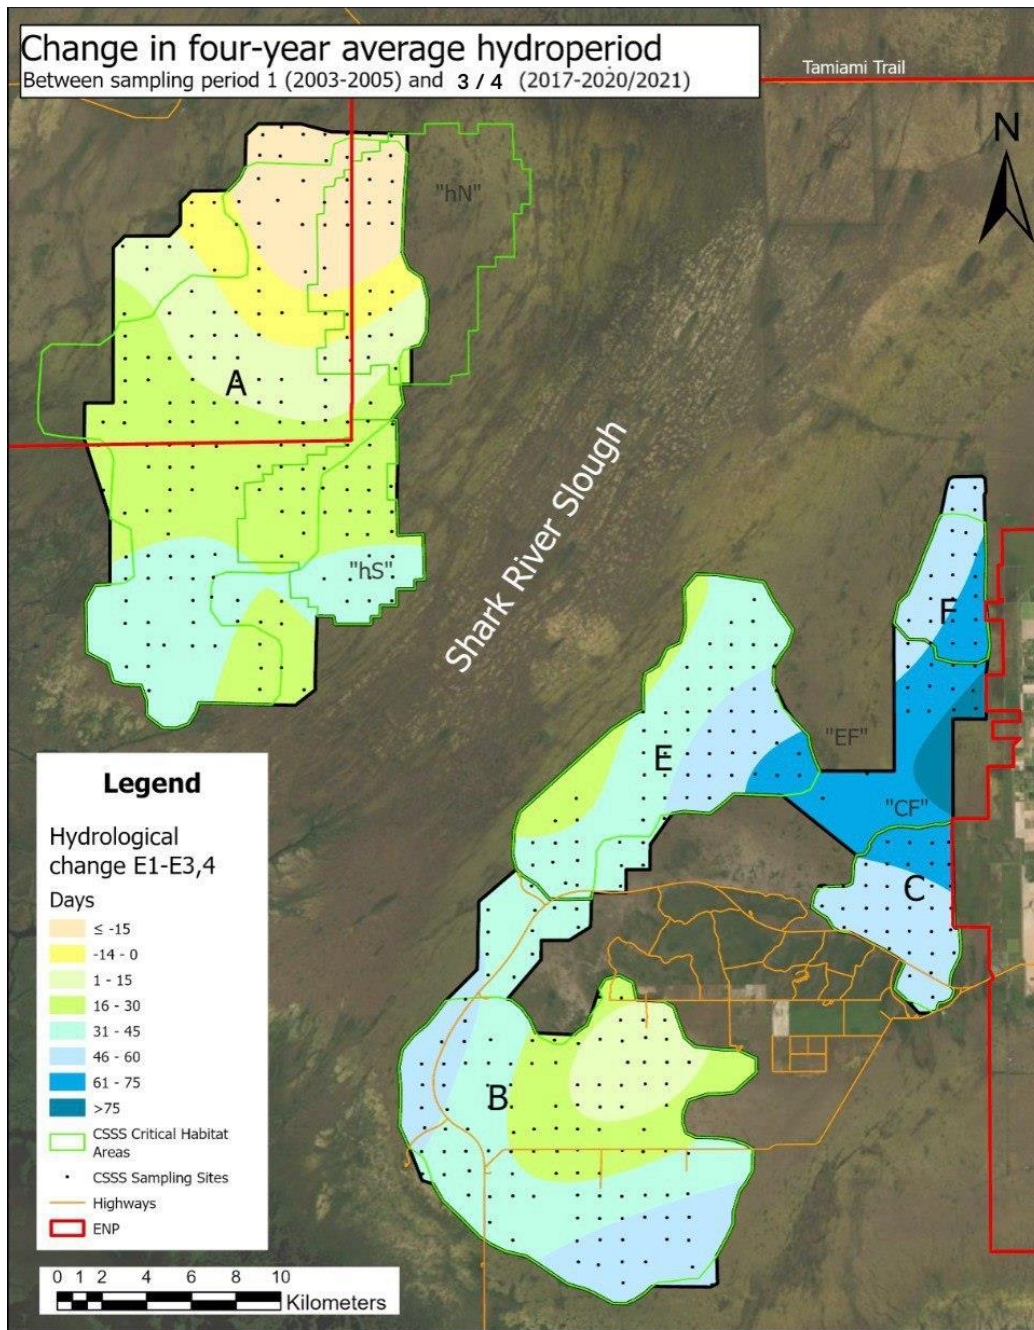 Change in four-year average hydroperiod
Between sampling period 1 (2003-2005) and 3 / 4 (2017-2020/2021)
Tamiami Trail
N
"hN"
A
Shark River Slough
"hS"
F
E
"EF"
"CF"
C
B
Legend
Hydrological
change E1-E3,4
Days
≤ -15
-14 - 0
1 - 15
16 - 30
31 - 45
46 - 60
61 - 75
>75
CSSS Critical Habitat
Areas
CSSS Sampling Sites
Highways
ENP
0 1 2 4 6 8 10
Kilometers